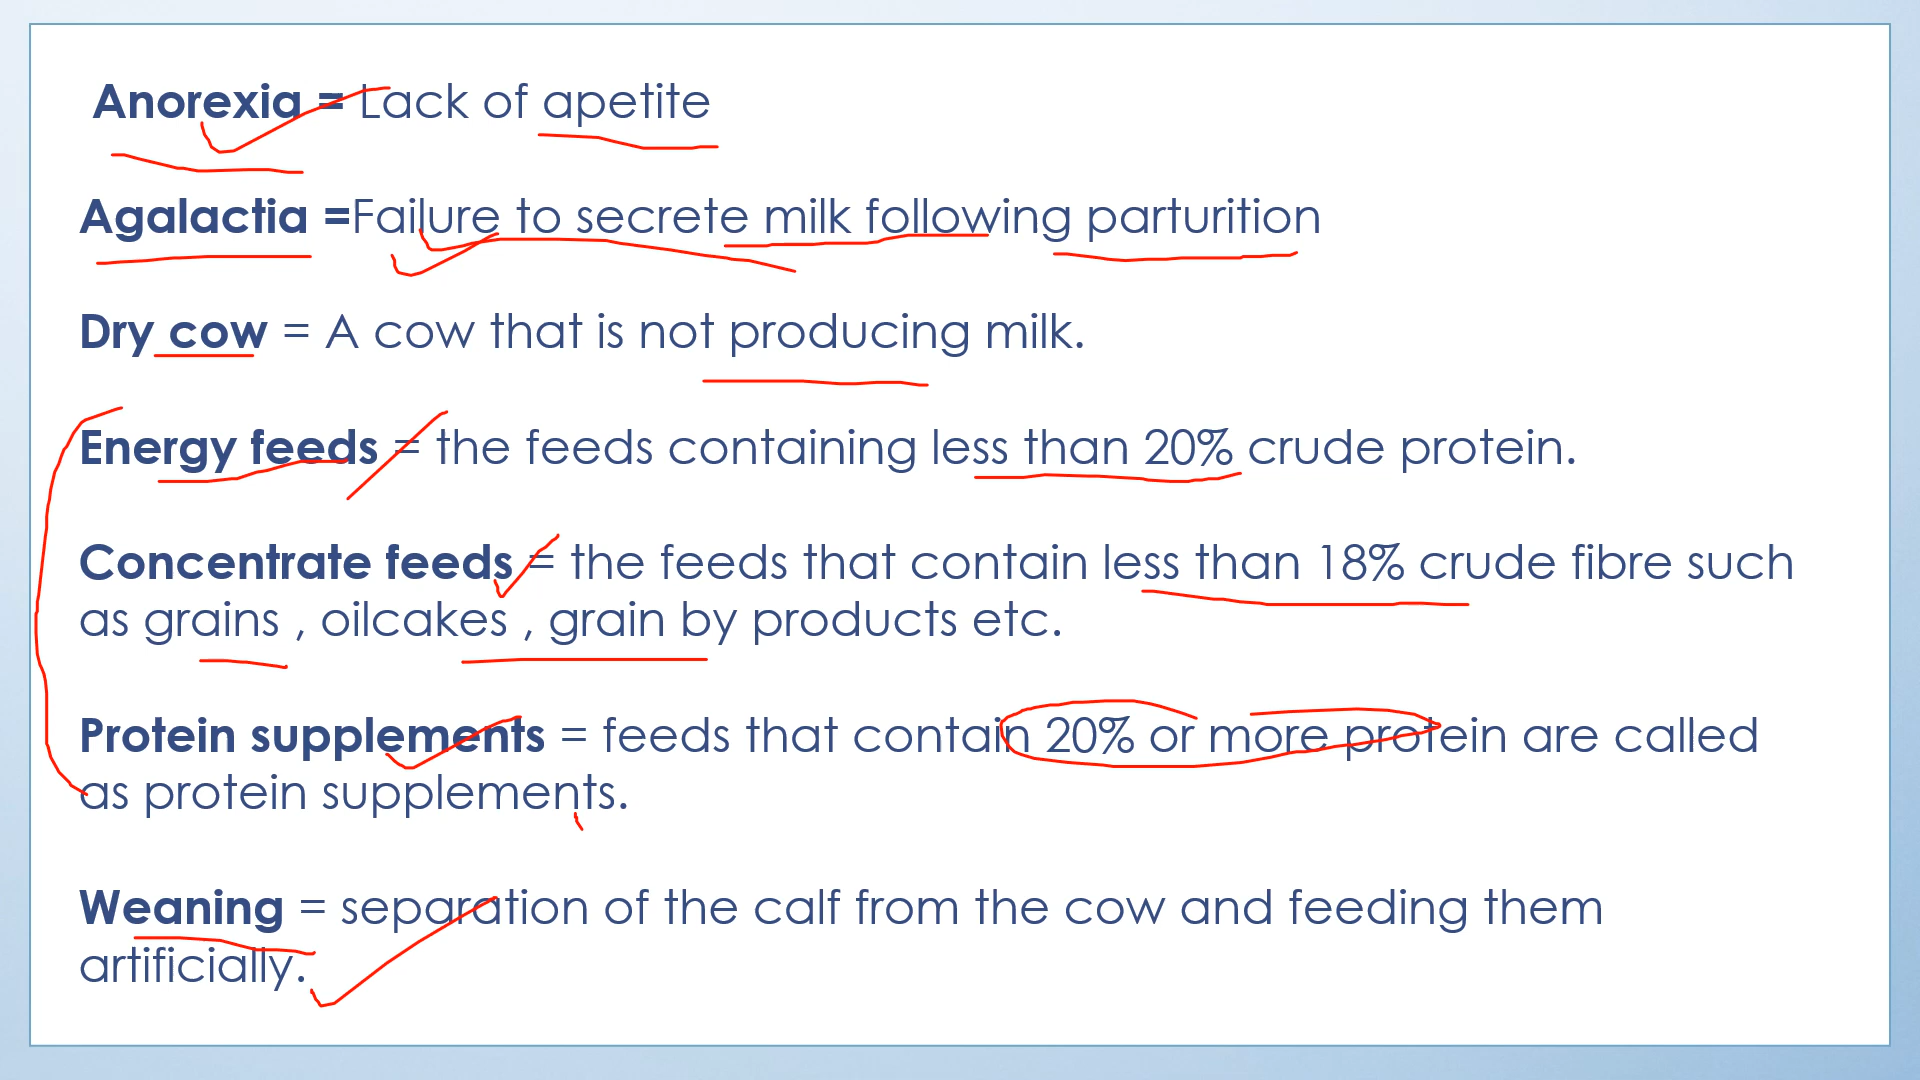 Anorexia = Lack of apetite
Agalactia =Failure to secrete milk following parturition
Dry cow = A cow that is not producing milk.
Energy feeds = the feeds containing less than 20% crude protein.
Concentrate feeds = the feeds that contain less than 18% crude fibre such
as grains , oilcakes , grain by products etc.
Protein supplements = feeds that contain 20% or more protein are called
as protein supplements.
Weaning = separation of the calf from the cow and feeding them
artificially.